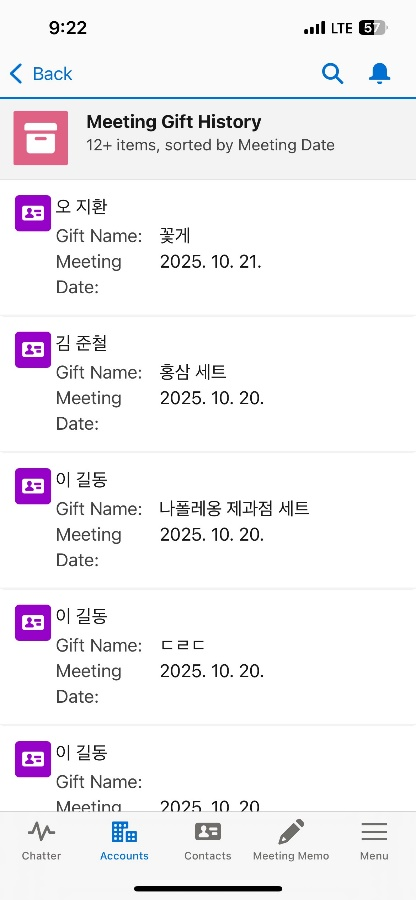 9:22
LTE
57
Back
Meeting Gift History
12+ items, sorted by Meeting Date
오 지환
Gift Name: 꽃게
Meeting 2025. 10. 21.
Date:
김 준철
Gift Name: 홍삼 세트
Meeting 2025. 10. 20.
Date:
이 길동
Gift Name: 나폴레옹 제과점 세트
Meeting 2025. 10. 20.
Date:
이 길동
Gift Name: ㄷㄹㄷ
Meeting 2025. 10. 20.
Date:
이 길동
Gift Name:
Meeting 2025. 10. 20.
Chatter Accounts Contacts Meeting Memo Menu